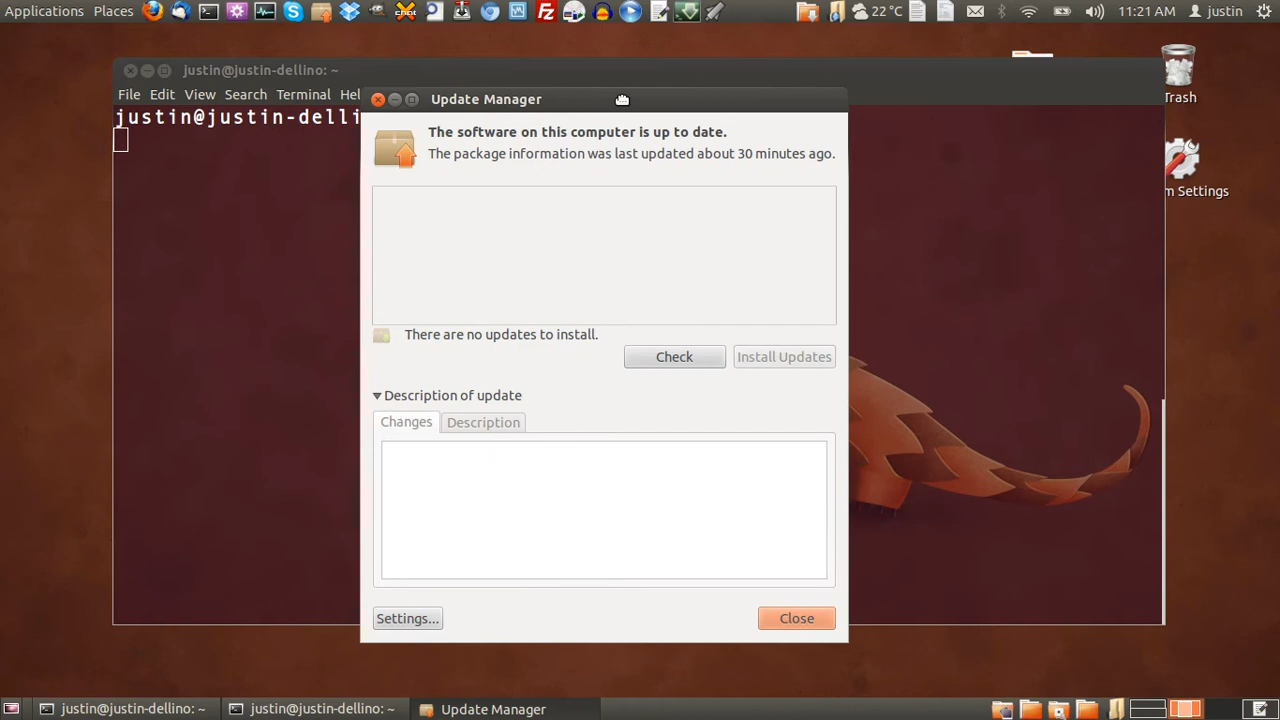 Applications Places 22 °C 11:21 AM justin
Trash
m Settings
justin@justin-dellino: ~
File Edit View Search Terminal Hel
justin@justin-delli
Update Manager
The software on this computer is up to date.
The package information was last updated about 30 minutes ago.
There are no updates to install.
Check Install Updates
Description of update
Changes Description
Settings... Close
justin@justin-dellino: ~ justin@justin-dellino: ~ Update Manager